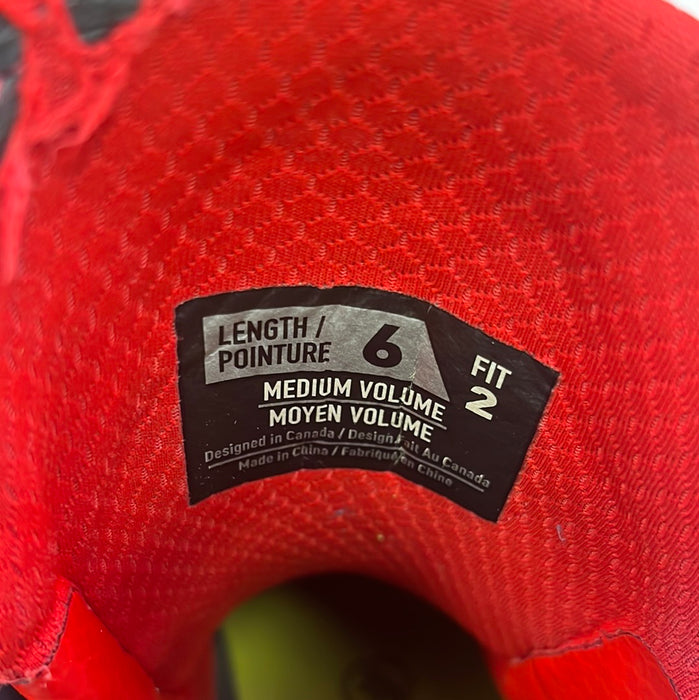 LENGTH /
POINTURE 6
FIT
2
MEDIUM VOLUME
MOYEN VOLUME
Designed in Canada / Design Fait Au Canada
Made in China / Fabriqué en Chine